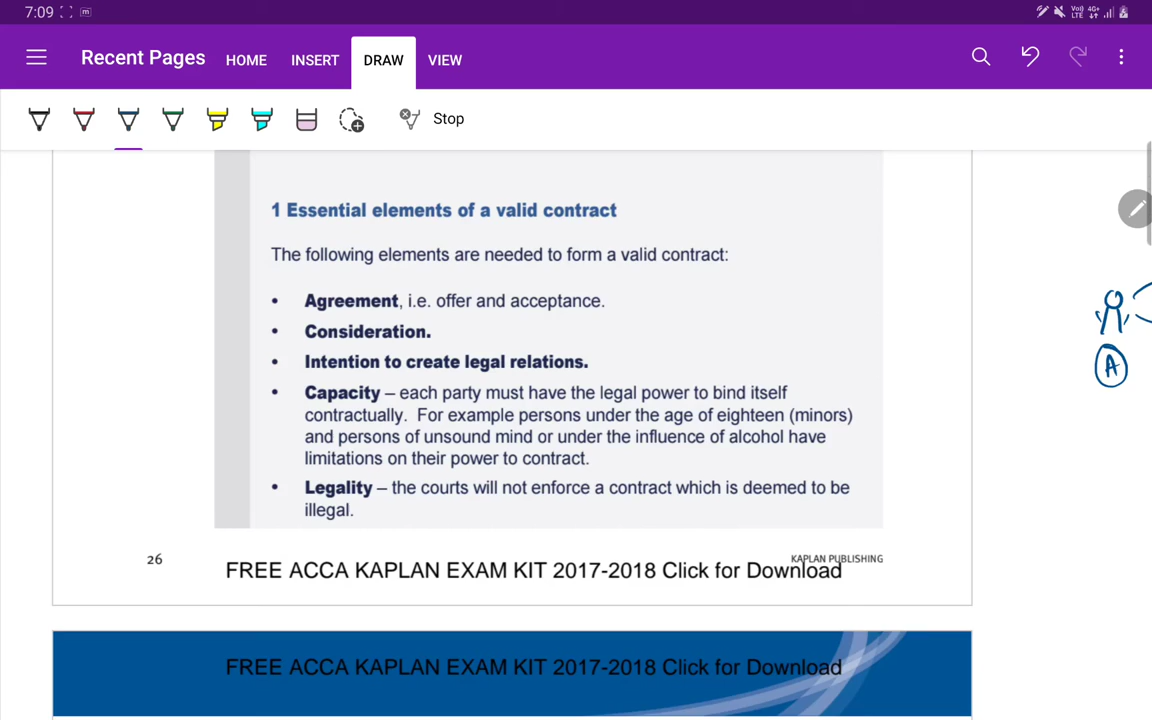 7:09 m Vo)) LTE 4G+
Recent Pages HOME INSERT DRAW VIEW
Stop
1 Essential elements of a valid contract
The following elements are needed to form a valid contract:
• Agreement, i.e. offer and acceptance.
• Consideration.
• Intention to create legal relations.
• Capacity – each party must have the legal power to bind itself
contractually. For example persons under the age of eighteen (minors)
and persons of unsound mind or under the influence of alcohol have
limitations on their power to contract.
• Legality – the courts will not enforce a contract which is deemed to be
illegal.
A
26 KAPLAN PUBLISHING
FREE ACCA KAPLAN EXAM KIT 2017-2018 Click for Download
FREE ACCA KAPLAN EXAM KIT 2017-2018 Click for Download